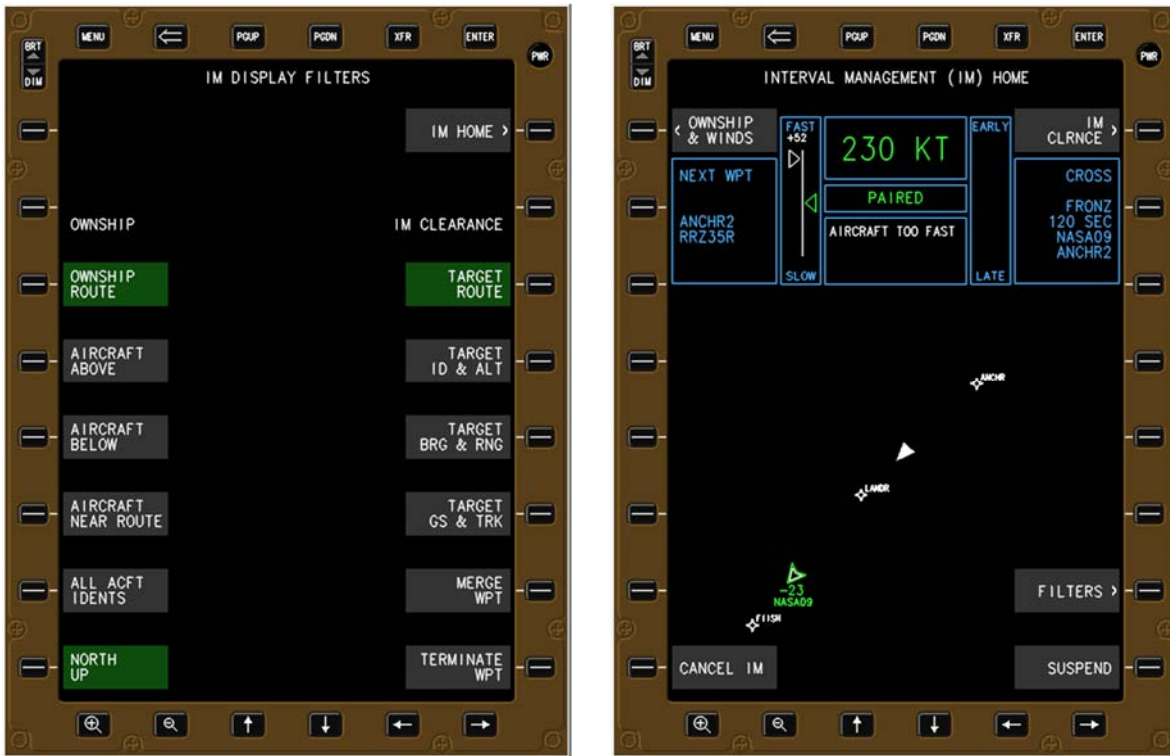 MENU
PGUP
PGDN
XFR
ENTER
BRT
DIM
PWR
IM DISPLAY FILTERS
IM HOME >
OWNSHIP
IM CLEARANCE
OWNSHIP
ROUTE
TARGET
ROUTE
AIRCRAFT
ABOVE
TARGET
ID & ALT
AIRCRAFT
BELOW
TARGET
BRG & RNG
AIRCRAFT
NEAR ROUTE
TARGET
GS & TRK
ALL ACFT
IDENTS
MERGE
WPT
NORTH
UP
TERMINATE
WPT
MENU
PGUP
PGDN
XFR
ENTER
BRT
DIM
PWR
INTERVAL MANAGEMENT (IM) HOME
< OWNSHIP
& WINDS
FAST
+52
230 KT
EARLY
IM
CLRNCE >
NEXT WPT
ANCHR2
RRZ35R
PAIRED
AIRCRAFT TOO FAST
SLOW
LATE
CROSS
FRONZ
120 SEC
NASA09
ANCHR2
ANCHR
LANDR
-23
NASA09
FIISH
FILTERS >
CANCEL IM
SUSPEND